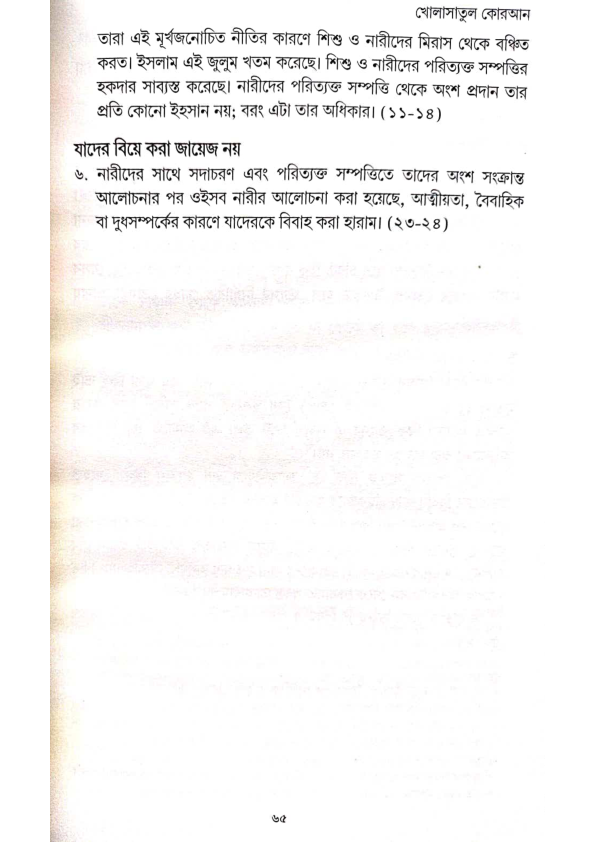 খোলাসাতুল কোরআন
তারা এই মূর্খজনোচিত নীতির কারণে শিশু ও নারীদের মিরাস থেকে বঞ্চিত
করত। ইসলাম এই জুলুম খতম করেছে। শিশু ও নারীদের পরিত্যক্ত সম্পত্তির
হকদার সাব্যস্ত করেছে। নারীদের পরিত্যক্ত সম্পত্তি থেকে অংশ প্রদান তার
প্রতি কোনো ইহসান নয়; বরং এটা তার অধিকার। (১১-১৪)
যাদের বিয়ে করা জায়েজ নয়
৬. নারীদের সাথে সদাচরণ এবং পরিত্যক্ত সম্পত্তিতে তাদের অংশ সংক্রান্ত
আলোচনার পর ওইসব নারীর আলোচনা করা হয়েছে, আত্মীয়তা, বৈবাহিক
বা দুধসম্পর্কের কারণে যাদেরকে বিবাহ করা হারাম। (২৩-২৪)
৬৫